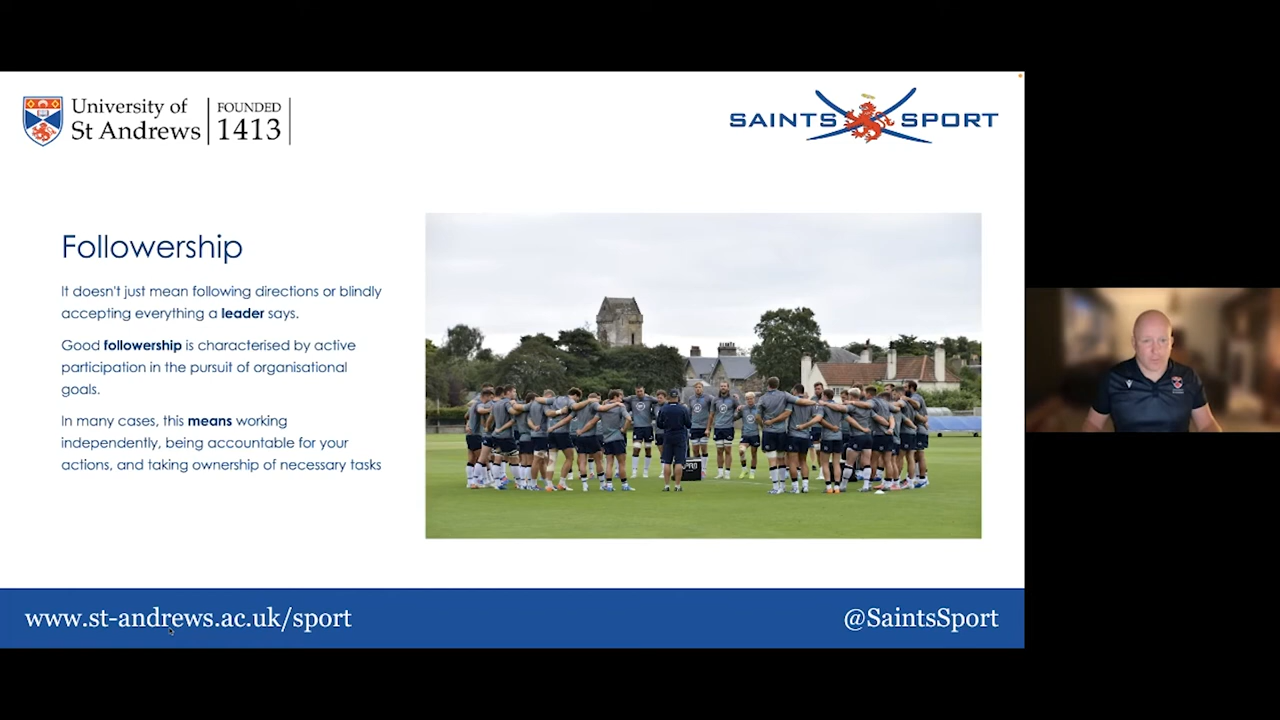 University of
St Andrews
FOUNDED
1413
SAINTS SPORT
Followership
It doesn't just mean following directions or blindly
accepting everything a leader says.
Good followership is characterised by active
participation in the pursuit of organisational
goals.
In many cases, this means working
independently, being accountable for your
actions, and taking ownership of necessary tasks
www.st-andrews.ac.uk/sport
@SaintsSport